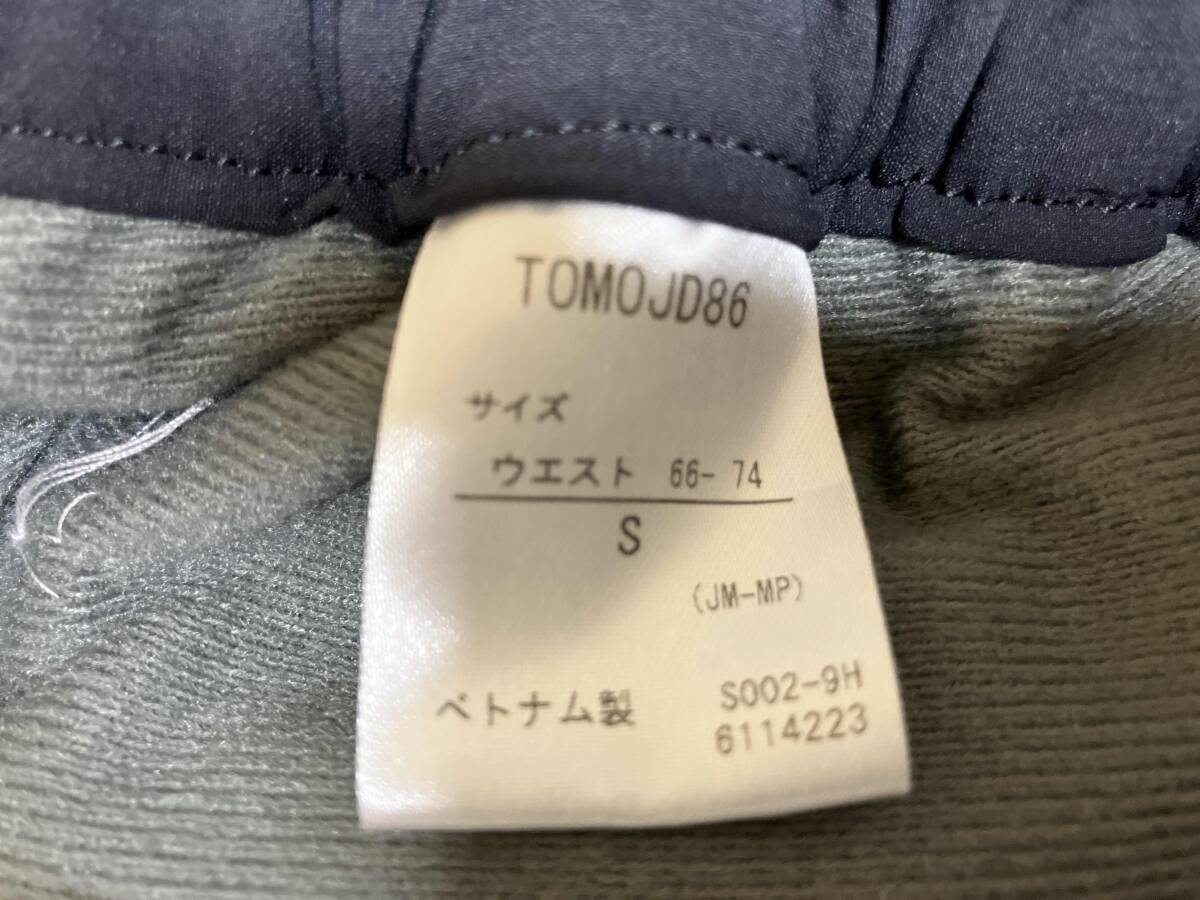 TOMOJD86
サイズ
ウエスト 66- 74
S
(JM-MP)
ベトナム製 S002-9H
6114223